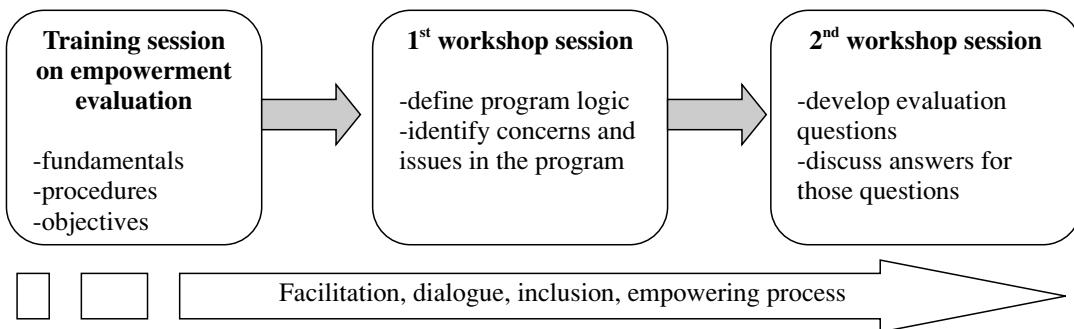 Training session
on empowerment
evaluation
-fundamentals
-procedures
-objectives
1st workshop session
-define program logic
-identify concerns and
issues in the program
2nd workshop session
-develop evaluation
questions
-discuss answers for
those questions
Facilitation, dialogue, inclusion, empowering process